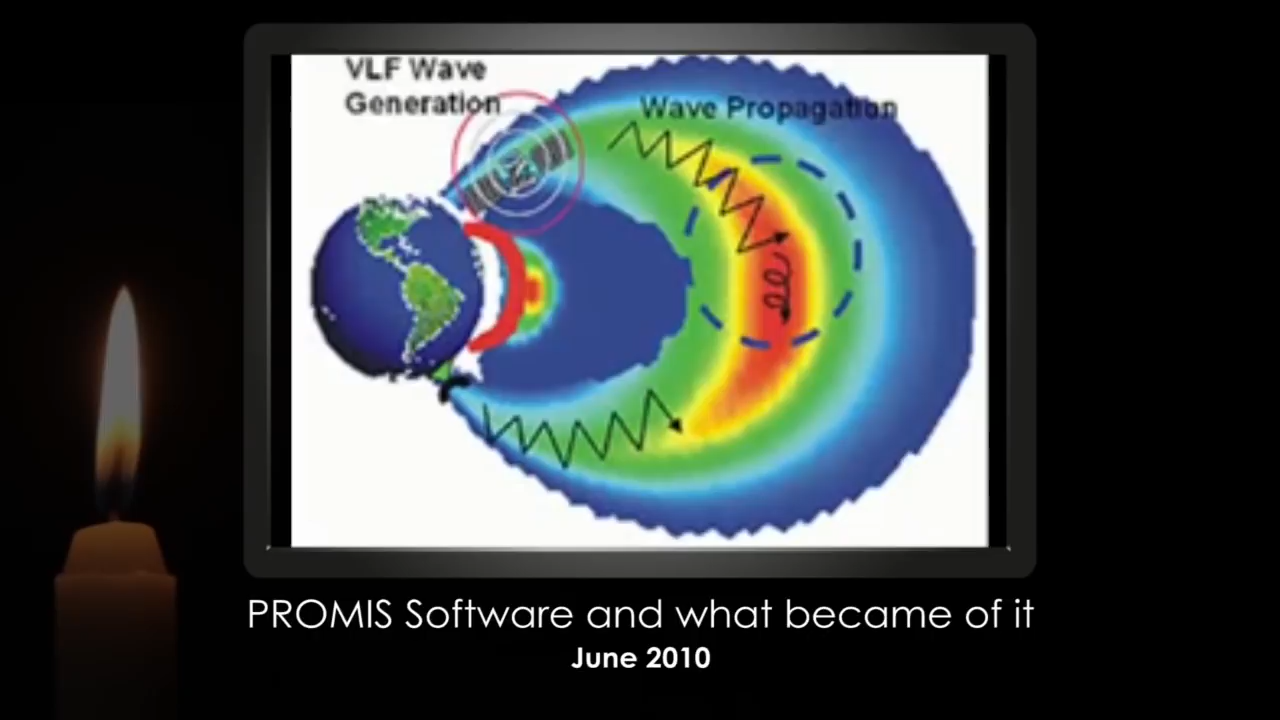 VLF Wave
Generation
Wave Propagation
PROMIS Software and what became of it
June 2010